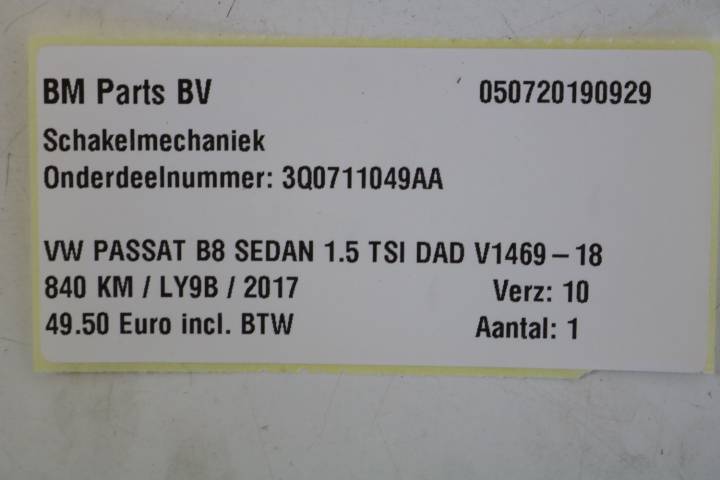 BM Parts BV 050720190929
Schakelmechaniek
Onderdeelnummer: 3Q0711049AA
VW PASSAT B8 SEDAN 1.5 TSI DAD V1469-18
840 KM / LY9B / 2017 Verz: 10
49.50 Euro incl. BTW Aantal: 1